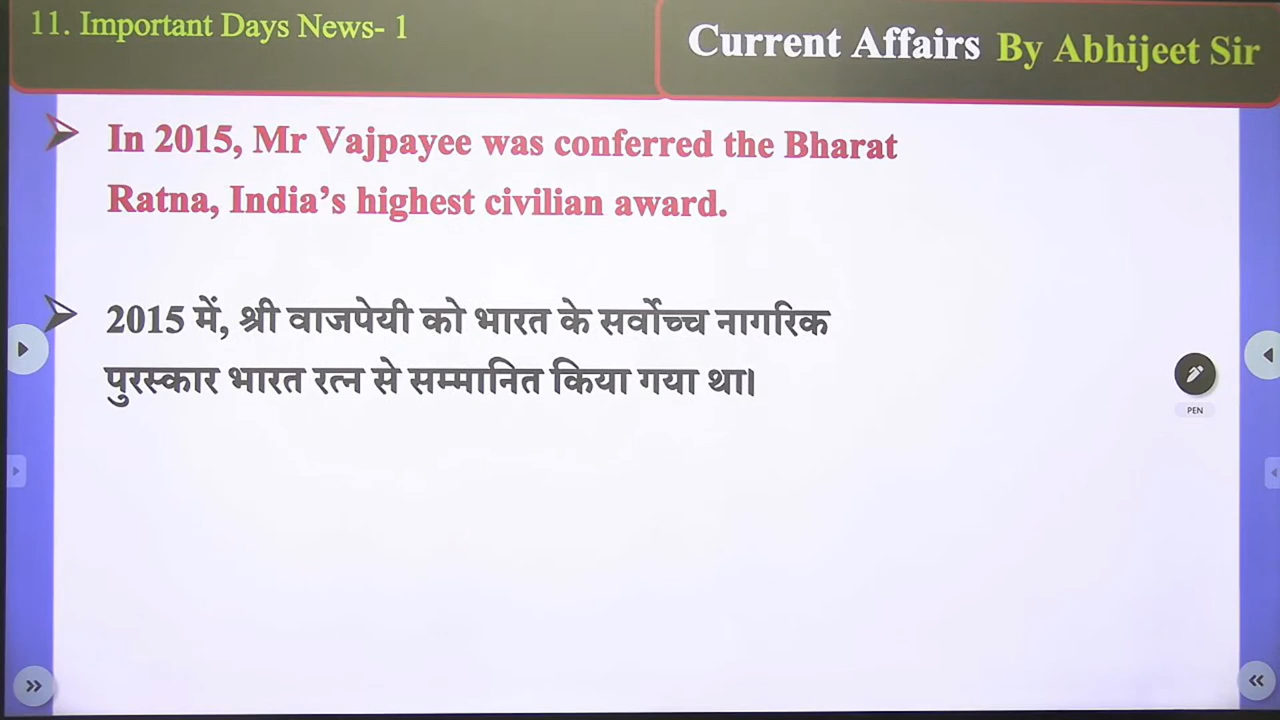 11. Important Days News- 1
Current Affairs By Abhijeet Sir
In 2015, Mr Vajpayee was conferred the Bharat
Ratna, India’s highest civilian award.
2015 में, श्री वाजपेयी को भारत के सर्वोच्च नागरिक
पुरस्कार भारत रत्न से सम्मानित किया गया था।
PEN